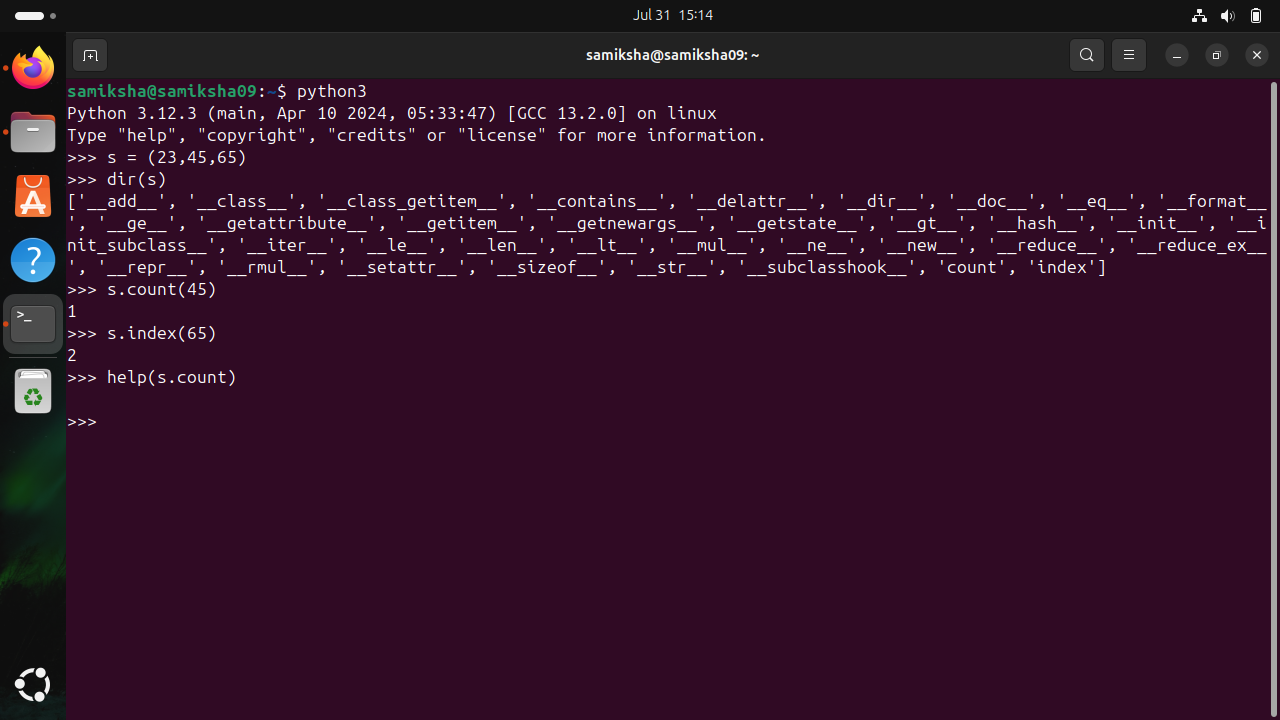 Jul 31 15:14
samiksha@samiksha09: ~
samiksha@samiksha09:~$ python3
Python 3.12.3 (main, Apr 10 2024, 05:33:47) [GCC 13.2.0] on linux
Type "help", "copyright", "credits" or "license" for more information.
>>> s = (23,45,65)
>>> dir(s)
['__add__', '__class__', '__class_getitem__', '__contains__', '__delattr__', '__dir__', '__doc__', '__eq__', '__format__
', '__ge__', '__getattribute__', '__getitem__', '__getnewargs__', '__getstate__', '__gt__', '__hash__', '__init__', '__i
nit_subclass__', '__iter__', '__le__', '__len__', '__lt__', '__mul__', '__ne__', '__new__', '__reduce__', '__reduce_ex__
', '__repr__', '__rmul__', '__setattr__', '__sizeof__', '__str__', '__subclasshook__', 'count', 'index']
>>> s.count(45)
1
>>> s.index(65)
2
>>> help(s.count)
>>>